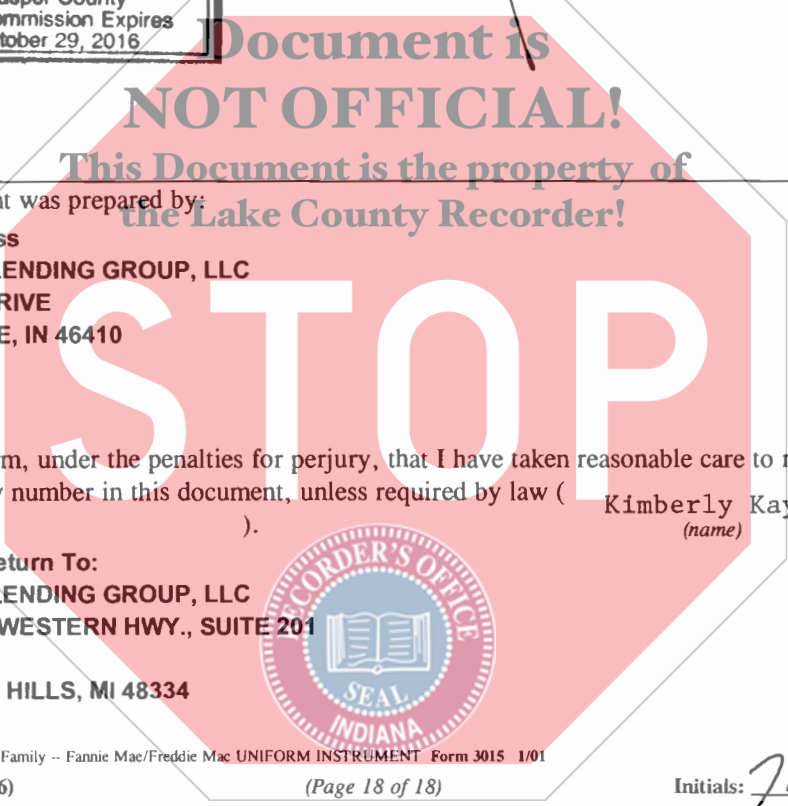 ommission Expires
tober 29, 2016
Document is
NOT OFFICIAL!
This Document is the property of
the Lake County Recorder!
t was prepared by:
ss
ENDING GROUP, LLC
RIVE
E, IN 46410
STOP
m, under the penalties for perjury, that I have taken reasonable care to r
number in this document, unless required by law ( Kimberly Kay
(name)
).
eturn To:
ENDING GROUP, LLC
WESTERN HWY., SUITE 201
HILLS, MI 48334
RECORDER'S OFFICE
SEAL
INDIANA
Family -- Fannie Mae/Freddie Mac UNIFORM INSTRUMENT Form 3015 1/01
6)
(Page 18 of 18)
Initials: